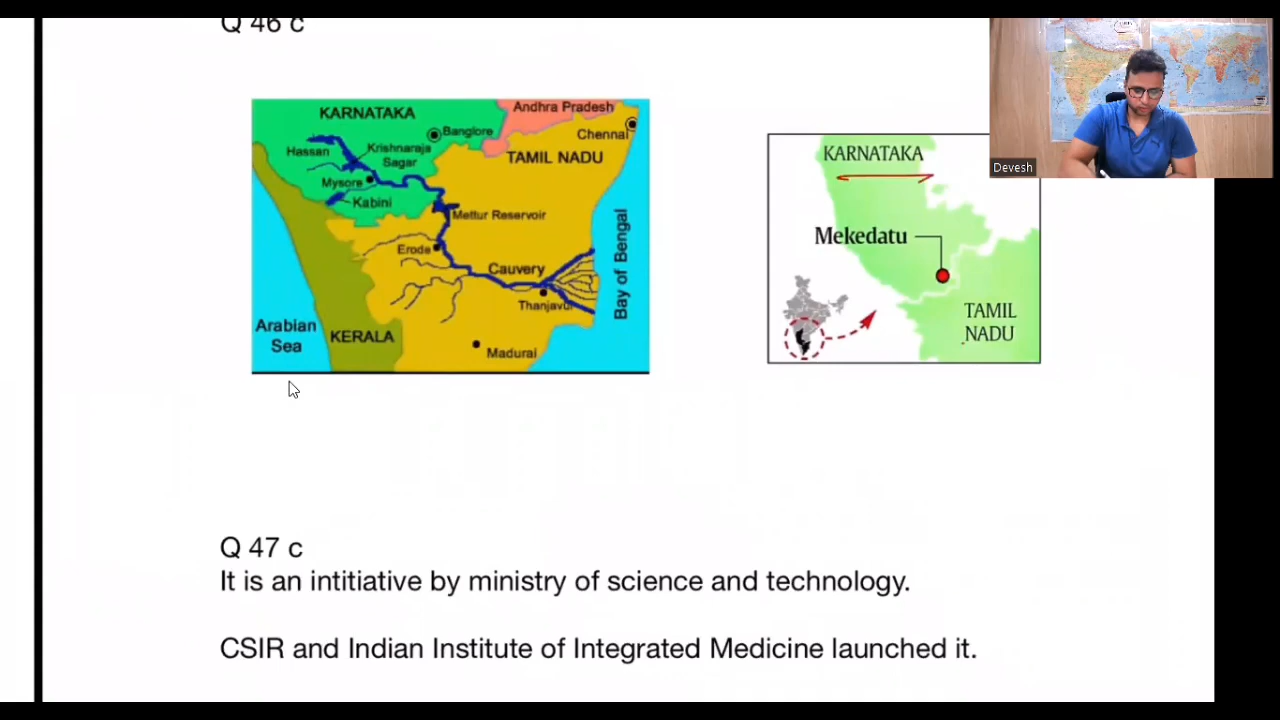 Q 46 c
KARNATAKA
Andhra Pradesh
Banglore
Chennai
Hassan
Krishnaraja
Sagar
TAMIL NADU
Mysore
Kabini
Mettur Reservoir
Erode
Cauvery
Bay of Bengal
Thanjavur
Arabian
Sea
KERALA
Madurai
KARNATAKA
Mekedatu
TAMIL
NADU
Devesh
Q 47 c
It is an intitiative by ministry of science and technology.
CSIR and Indian Institute of Integrated Medicine launched it.